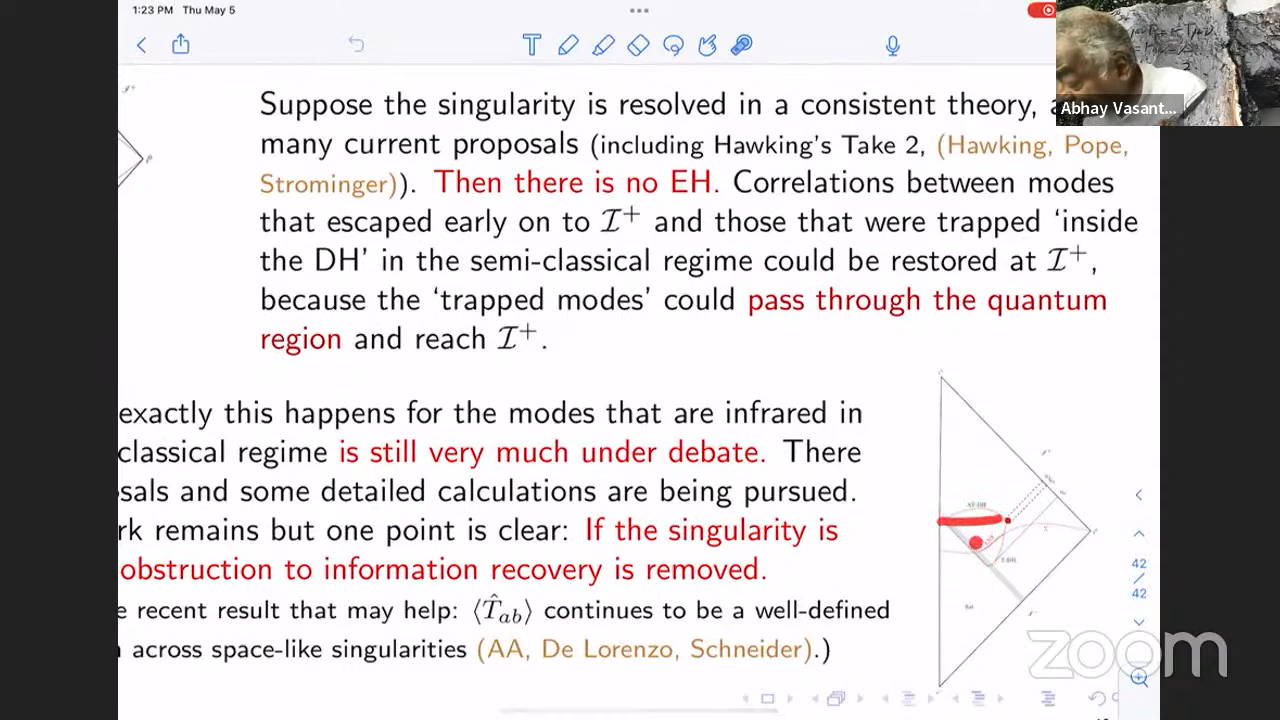 1:23 PM Thu May 5
Abhay Vasant...
Suppose the singularity is resolved in a consistent theory, a
many current proposals (including Hawking's Take 2, (Hawking, Pope,
Strominger)). Then there is no EH. Correlations between modes
that escaped early on to ℐ⁺ and those that were trapped ‘inside
the DH’ in the semi-classical regime could be restored at ℐ⁺,
because the ‘trapped modes’ could pass through the quantum
region and reach ℐ⁺.
exactly this happens for the modes that are infrared in
classical regime is still very much under debate. There
sals and some detailed calculations are being pursued.
rk remains but one point is clear: If the singularity is
obstruction to information recovery is removed.
e recent result that may help: ⟨T̂ab⟩ continues to be a well-defined
across space-like singularities (AA, De Lorenzo, Schneider).)
T-DH
42
/
42
zoom